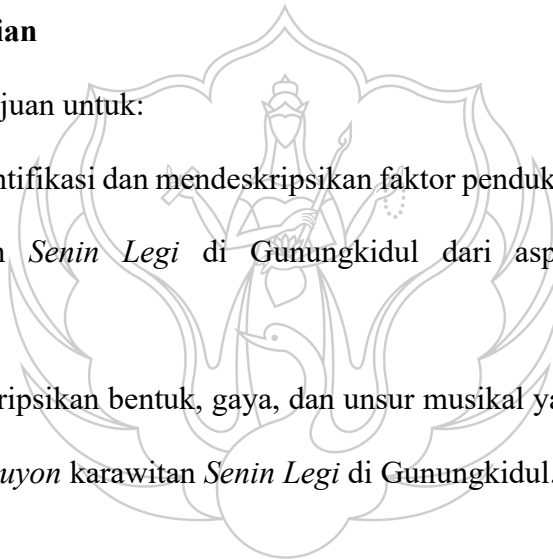 ian
juan untuk:
ntifikasi dan mendeskripsikan faktor penduk
n Senin Legi di Gunungkidul dari asp
ripsikan bentuk, gaya, dan unsur musikal ya
uyon karawitan Senin Legi di Gunungkidul.